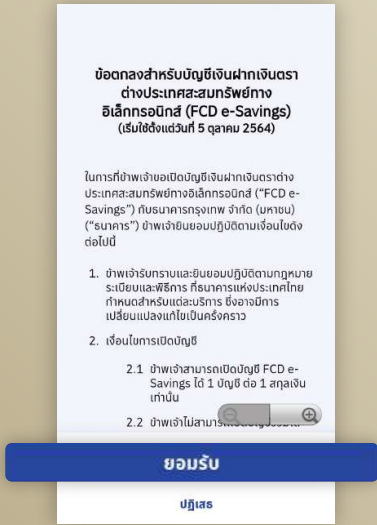 ข้อตกลงสำหรับบัญชีเงินฝากเงินตรา
ต่างประเทศสะสมทรัพย์ทาง
อิเล็กทรอนิกส์ (FCD e-Savings)
(เริ่มใช้ตั้งแต่วันที่ 5 ตุลาคม 2564)
ในการที่ข้าพเจ้าขอเปิดบัญชีเงินฝากเงินตราต่าง
ประเทศสะสมทรัพย์ทางอิเล็กทรอนิกส์ ("FCD e-
Savings") กับธนาคารกรุงเทพ จำกัด (มหาชน)
("ธนาคาร") ข้าพเจ้ายินยอมปฏิบัติตามเงื่อนไขดัง
ต่อไปนี้
1. ข้าพเจ้ารับทราบและยินยอมปฏิบัติตามกฎหมาย
ระเบียบและพิธีการ ที่ธนาคารแห่งประเทศไทย
กำหนดสำหรับแต่ละบริการ ซึ่งอาจมีการ
เปลี่ยนแปลงแก้ไขเป็นครั้งคราว
2. เงื่อนไขการเปิดบัญชี
2.1 ข้าพเจ้าสามารถเปิดบัญชี FCD e-
Savings ได้ 1 บัญชี ต่อ 1 สกุลเงิน
เท่านั้น
2.2 ข้าพเจ้าไม่สามารถ
ยอมรับ
ปฏิเสธ